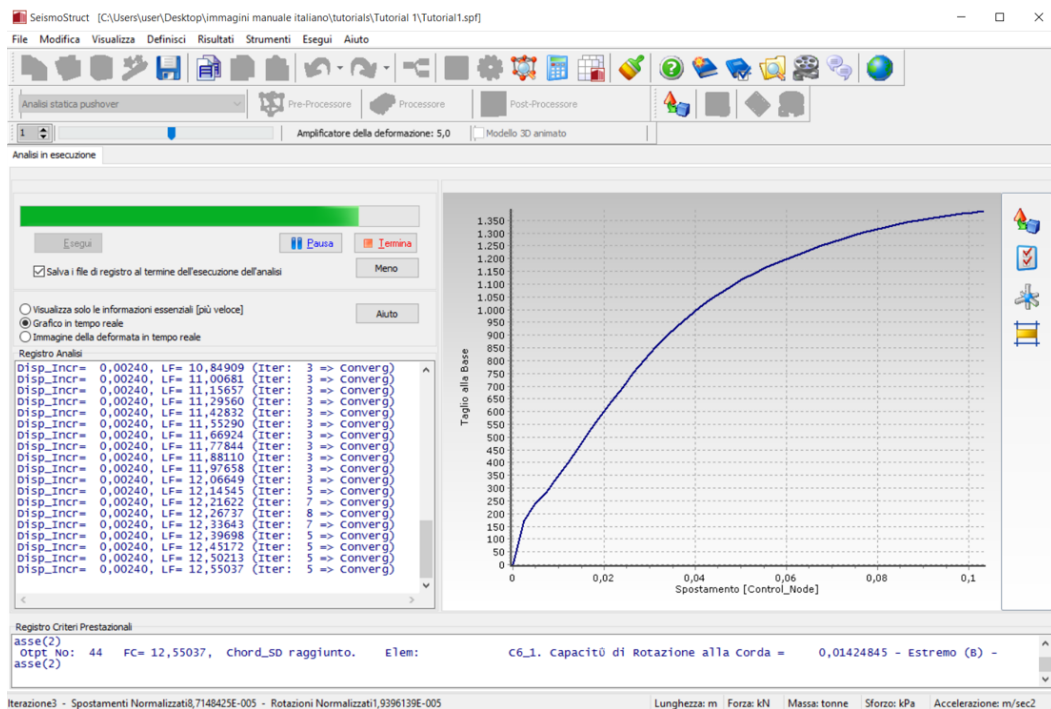 SeismoStruct [C:\Users\user\Desktop\immagini manuale italiano\tutorials\Tutorial 1\Tutorial1.spf]
File Modifica Visualizza Definisci Risultati Strumenti Esegui Aiuto
Analisi statica pushover Pre-Processore Processore Post-Processore
1 Amplificatore della deformazione: 5,0 Modello 3D animato
Analisi in esecuzione
Esegui Pausa Termina
Salva i file di registro al termine dell'esecuzione dell'analisi Meno
Visualizza solo le informazioni essenziali [più veloce]
Grafico in tempo reale
Immagine della deformata in tempo reale
Aiuto
Registro Analisi
Disp_Incr= 0,00240, LF= 10,84909 (Iter: 3 => Converg)
Disp_Incr= 0,00240, LF= 11,00681 (Iter: 3 => Converg)
Disp_Incr= 0,00240, LF= 11,15657 (Iter: 3 => Converg)
Disp_Incr= 0,00240, LF= 11,29560 (Iter: 3 => Converg)
Disp_Incr= 0,00240, LF= 11,42832 (Iter: 3 => Converg)
Disp_Incr= 0,00240, LF= 11,55290 (Iter: 3 => Converg)
Disp_Incr= 0,00240, LF= 11,66924 (Iter: 3 => Converg)
Disp_Incr= 0,00240, LF= 11,77844 (Iter: 3 => Converg)
Disp_Incr= 0,00240, LF= 11,88110 (Iter: 3 => Converg)
Disp_Incr= 0,00240, LF= 11,97658 (Iter: 3 => Converg)
Disp_Incr= 0,00240, LF= 12,06649 (Iter: 3 => Converg)
Disp_Incr= 0,00240, LF= 12,14545 (Iter: 5 => Converg)
Disp_Incr= 0,00240, LF= 12,21622 (Iter: 7 => Converg)
Disp_Incr= 0,00240, LF= 12,26737 (Iter: 8 => Converg)
Disp_Incr= 0,00240, LF= 12,33643 (Iter: 7 => Converg)
Disp_Incr= 0,00240, LF= 12,39698 (Iter: 5 => Converg)
Disp_Incr= 0,00240, LF= 12,45172 (Iter: 5 => Converg)
Disp_Incr= 0,00240, LF= 12,50213 (Iter: 5 => Converg)
Disp_Incr= 0,00240, LF= 12,55037 (Iter: 5 => Converg)
1.350
1.300
1.250
1.200
1.150
1.100
1.050
1.000
950
900
850
800
750
700
650
600
550
500
450
400
350
300
250
200
150
100
50
0
Taglio alla Base
0 0,02 0,04 0,06 0,08 0,1
Spostamento [Control_Node]
Registro Criteri Prestazionali
asse(2)
Otpt No: 44 FC= 12,55037, Chord_SD raggiunto. Elem: C6_1. Capacitŭ di Rotazione alla Corda = 0,01424845 - Estremo (B) -
asse(2)
Iterazione3 - Spostamenti Normalizzati8,7148425E-005 - Rotazioni Normalizzati1,9396139E-005 Lunghezza: m Forza: kN Massa: tonne Sforzo: kPa Accelerazione: m/sec2